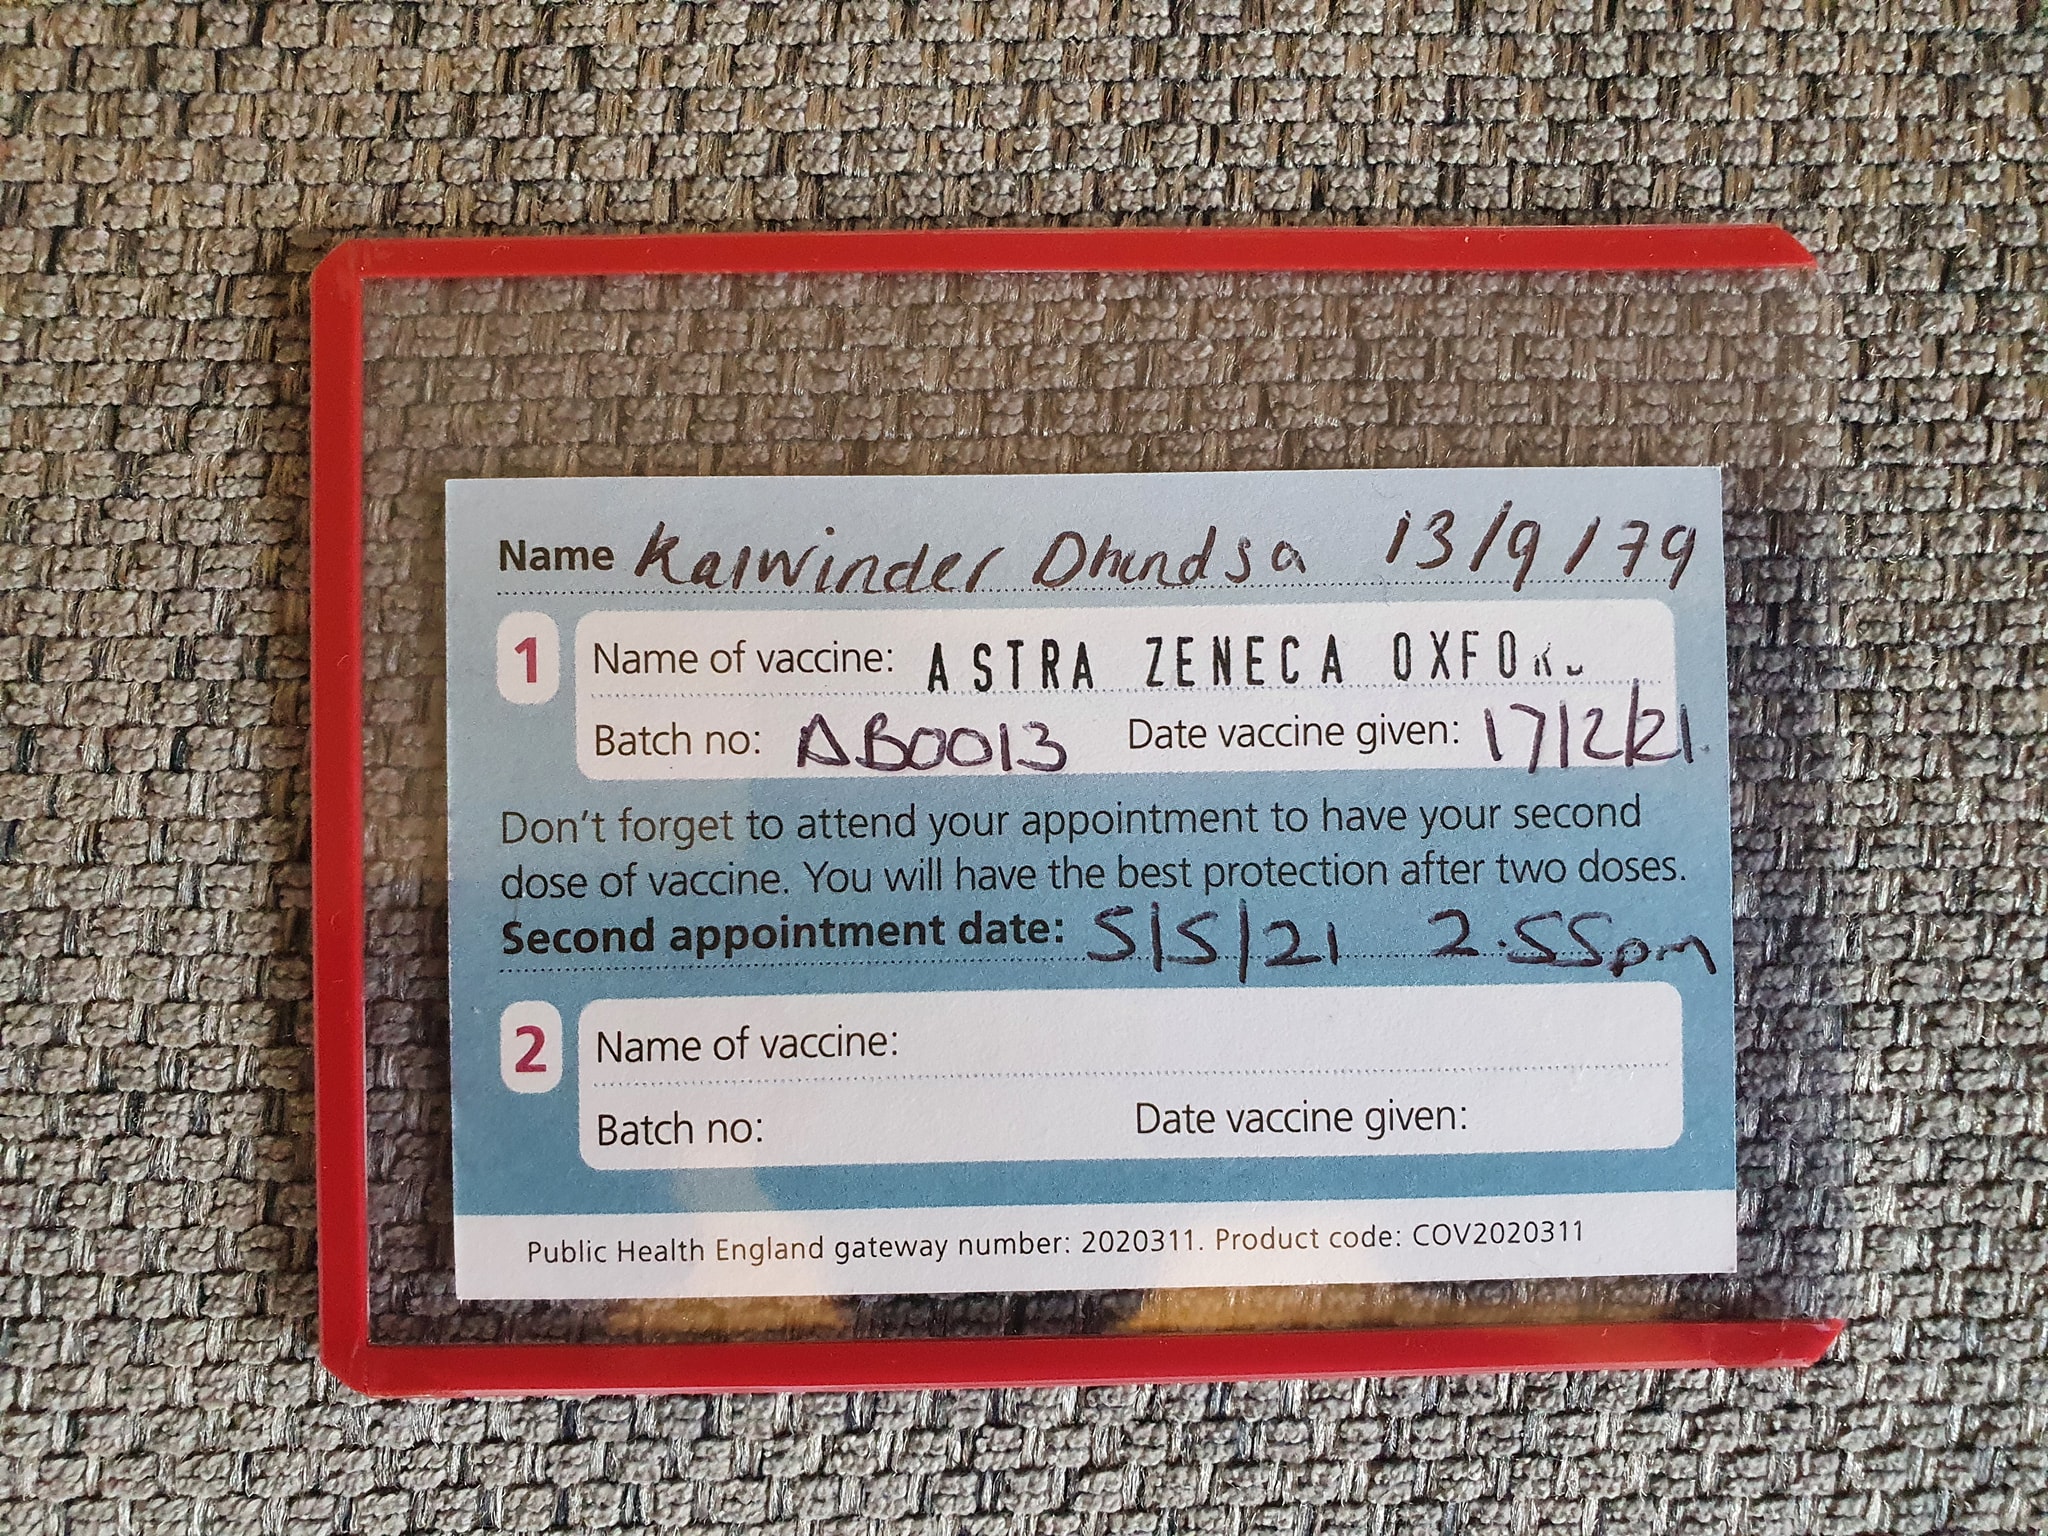 Name Kalwinder Dhindsa 13/9/79
1 Name of vaccine: ASTRA ZENECA OXFORD
Batch no: AB0013 Date vaccine given: 17/2/21.
Don't forget to attend your appointment to have your second
dose of vaccine. You will have the best protection after two doses.
Second appointment date: 5/5/21 2.55pm
2 Name of vaccine:
Batch no: Date vaccine given:
Public Health England gateway number: 2020311. Product code: COV2020311